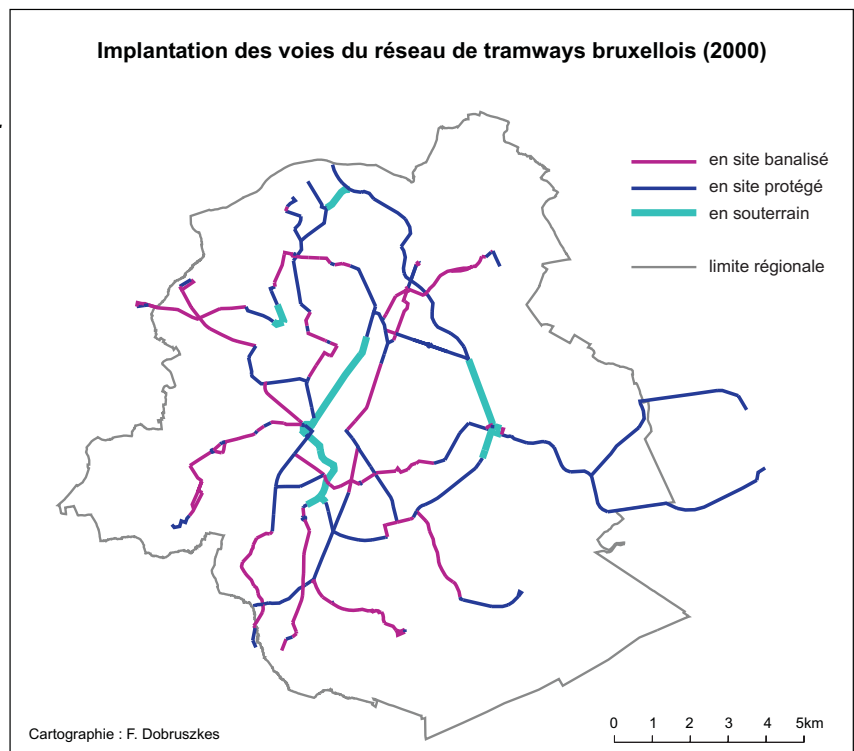 Implantation des voies du réseau de tramways bruxellois (2000)
en site banalisé
en site protégé
en souterrain
limite régionale
Cartographie : F. Dobruszkes
0 1 2 3 4 5km